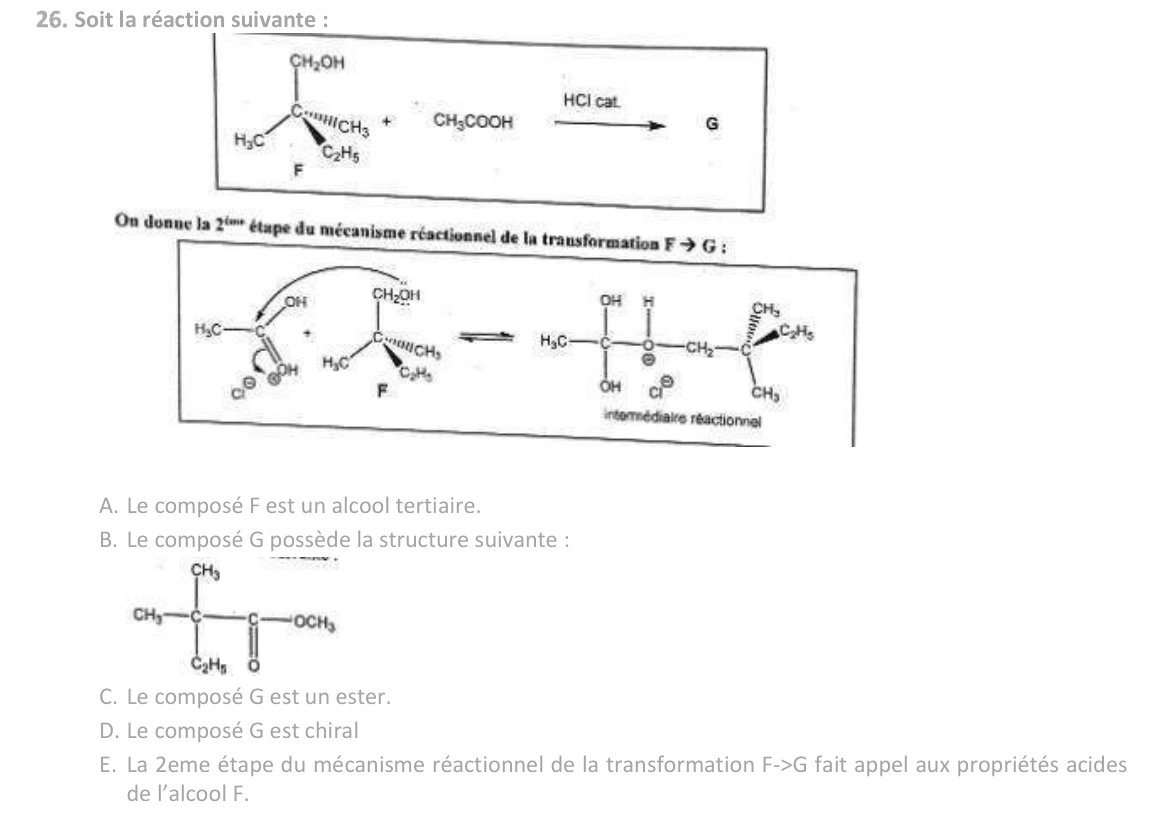 26. Soit la réaction suivante :
CH₂OH
HCl cat.
C CH₃ + CH₃COOH G
H₃C
C₂H₅
F
On donne la 2ème étape du mécanisme réactionnel de la transformation F → G :
OH CH₂ÖH OH H CH₃
H₃C C + C CH₃ ⇌ H₃C C O CH₂ C C₂H₅
OH H₃C C₂H₅ ⊖
Cl⊖ ⊕ F OH Cl⊖ CH₃
intermédiaire réactionnel
A. Le composé F est un alcool tertiaire.
B. Le composé G possède la structure suivante :
CH₃
CH₃ C C OCH₃
C₂H₅ O
C. Le composé G est un ester.
D. Le composé G est chiral
E. La 2eme étape du mécanisme réactionnel de la transformation F->G fait appel aux propriétés acides
de l’alcool F.